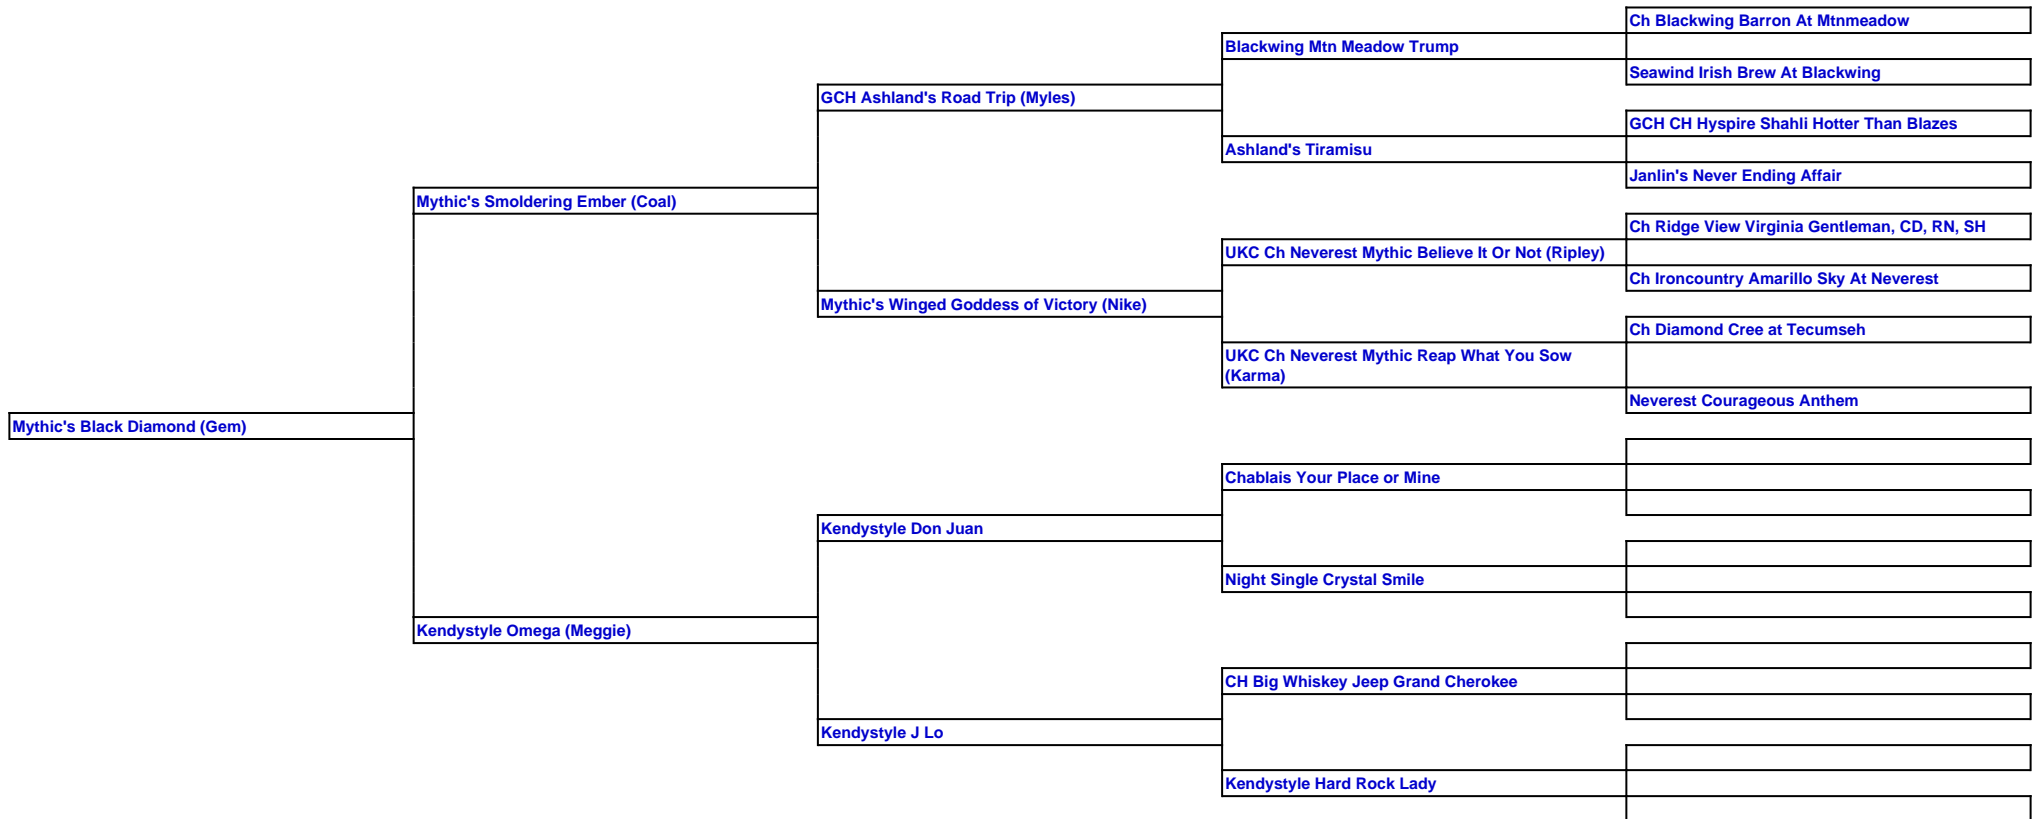 Ch Blackwing Barron At Mtnmeadow
Blackwing Mtn Meadow Trump
Seawind Irish Brew At Blackwing
GCH Ashland's Road Trip (Myles)
GCH CH Hyspire Shahli Hotter Than Blazes
Ashland's Tiramisu
Janlin's Never Ending Affair
Mythic's Smoldering Ember (Coal)
Ch Ridge View Virginia Gentleman, CD, RN, SH
UKC Ch Neverest Mythic Believe It Or Not (Ripley)
Ch Ironcountry Amarillo Sky At Neverest
Mythic's Winged Goddess of Victory (Nike)
Ch Diamond Cree at Tecumseh
UKC Ch Neverest Mythic Reap What You Sow
(Karma)
Neverest Courageous Anthem
Mythic's Black Diamond (Gem)
Chablais Your Place or Mine
Kendystyle Don Juan
Night Single Crystal Smile
Kendystyle Omega (Meggie)
CH Big Whiskey Jeep Grand Cherokee
Kendystyle J Lo
Kendystyle Hard Rock Lady